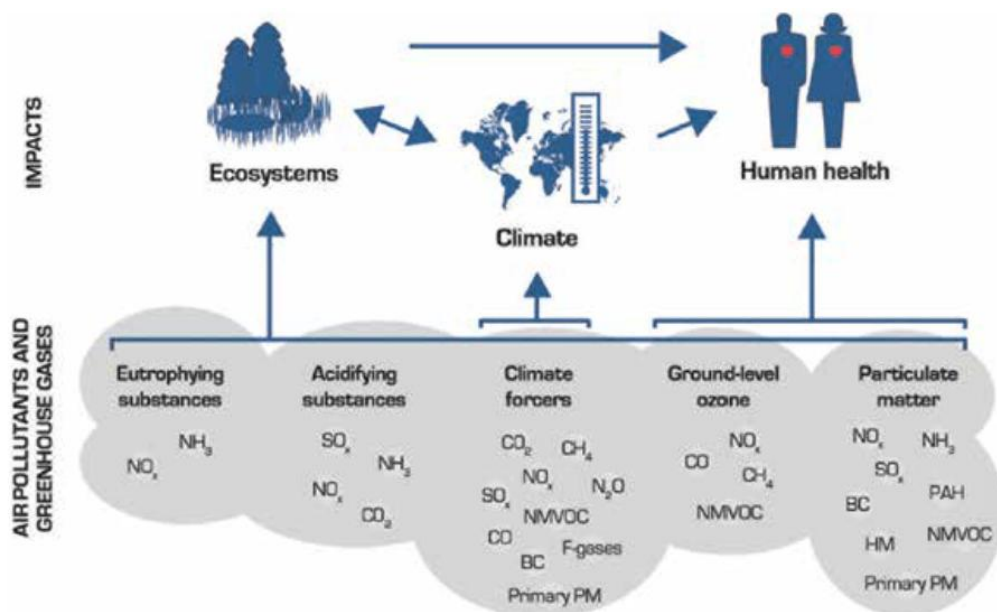 IMPACTS
Ecosystems
Climate
Human health
AIR POLLUTANTS AND
GREENHOUSE GASES
Eutrophying
substances
NH₃
NOₓ
Acidifying
substances
SOₓ
NH₃
NOₓ
CO₂
Climate
forcers
CO₂
CH₄
NOₓ
N₂O
SOₓ
NMVOC
CO
F-gases
BC
Primary PM
Ground-level
ozone
NOₓ
CO
CH₄
NMVOC
Particulate
matter
NOₓ
NH₃
SOₓ
PAH
BC
NMVOC
HM
Primary PM